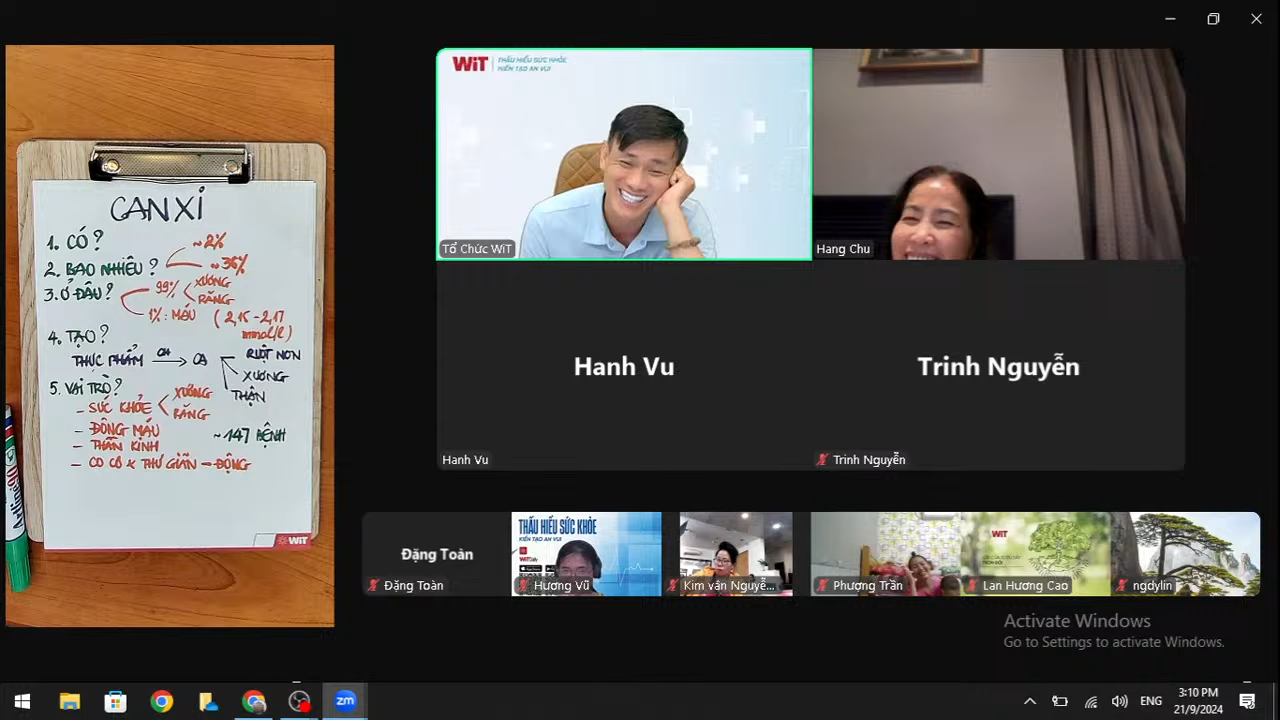 CANXI
1. CÓ?
~2%
2. BAO NHIÊU?
~36%
3. Ở ĐÂU?
99%
XƯƠNG
RĂNG
1%: MÁU (2,15 - 2,17 mmol/l)
4. TẠO?
THỰC PHẨM → CA
RUỘT NON
XƯƠNG
THẬN
5. VAI TRÒ?
- SỨC KHỎE
XƯƠNG
RĂNG
- ĐÔNG MÁU
~147 BỆNH
- THẦN KINH
- CO CƠ & THƯ GIÃN - ĐỘNG
WiT
WiT
THẤU HIỂU SỨC KHỎE
KIẾN TẠO AN VUI
Tổ Chức WiT
Hang Chu
Hanh Vu
Hanh Vu
Trinh Nguyễn
Trinh Nguyễn
Đặng Toàn
Đặng Toàn
THẤU HIỂU SỨC KHỎE
KIẾN TẠO AN VUI
Hương Vũ
Kim vân Nguyễ...
Phượng Trần
WiT
Lan Hương Cao
ngdylin
Activate Windows
Go to Settings to activate Windows.
zm
ENG
3:10 PM
21/9/2024